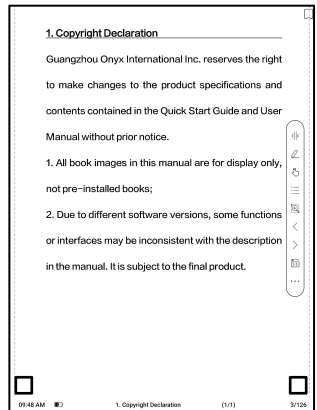 1. Copyright Declaration
Guangzhou Onyx International Inc. reserves the right
to make changes to the product specifications and
contents contained in the Quick Start Guide and User
Manual without prior notice.
1. All book images in this manual are for display only,
not pre-installed books;
2. Due to different software versions, some functions
or interfaces may be inconsistent with the description
in the manual. It is subject to the final product.
09:48 AM 1. Copyright Declaration (1/1) 3/126